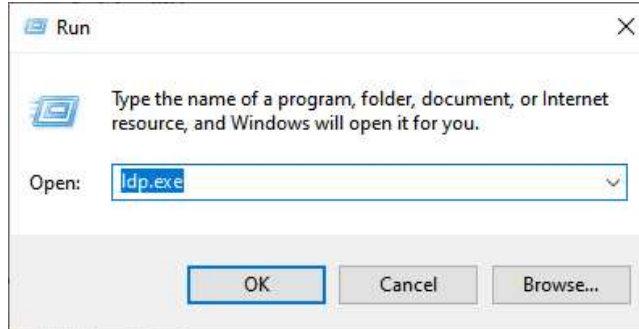 Run
Type the name of a program, folder, document, or Internet
resource, and Windows will open it for you.
Open:
ldp.exe
OK
Cancel
Browse...